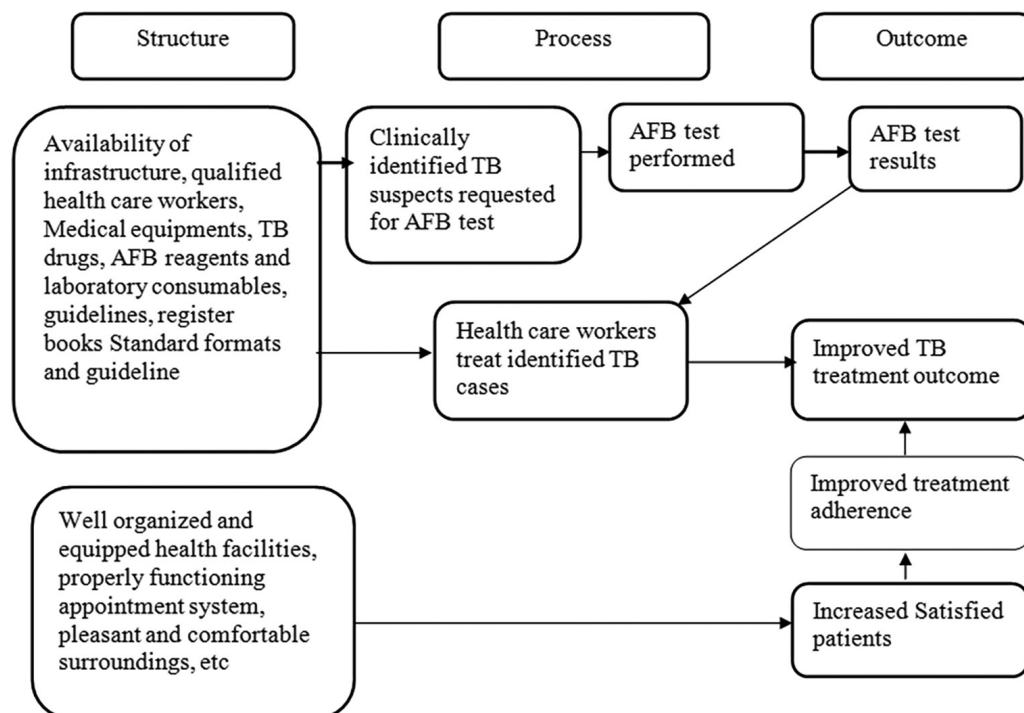 Structure
Process
Outcome
Availability of
infrastructure, qualified
health care workers,
Medical equipments, TB
drugs, AFB reagents and
laboratory consumables,
guidelines, register
books Standard formats
and guideline
Clinically
identified TB
suspects requested
for AFB test
AFB test
performed
AFB test
results
Health care workers
treat identified TB
cases
Improved TB
treatment outcome
Improved treatment
adherence
Well organized and
equipped health facilities,
properly functioning
appointment system,
pleasant and comfortable
surroundings, etc
Increased Satisfied
patients